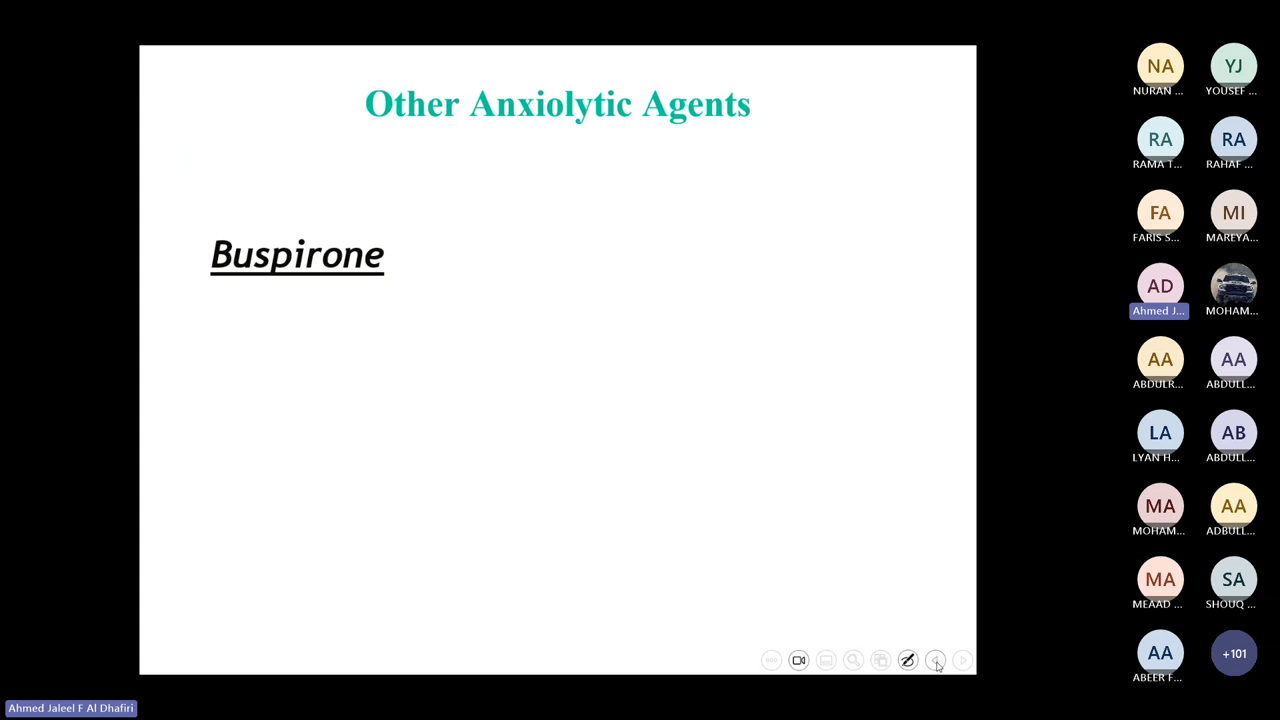 Other Anxiolytic Agents
Buspirone
NA
NURAN ...
YJ
YOUSEF ...
RA
RAMA T...
RA
RAHAF ...
FA
FARIS S...
MI
MAREYA...
AD
Ahmed J...
MOHAM...
AA
ABDULR...
AA
ABDULL...
LA
LYAN H...
AB
ABDULL...
MA
MOHAM...
AA
ADBULL...
MA
MEAAD ...
SA
SHOUQ ...
AA
ABEER F...
+101
Ahmed Jaleel F Al Dhafiri